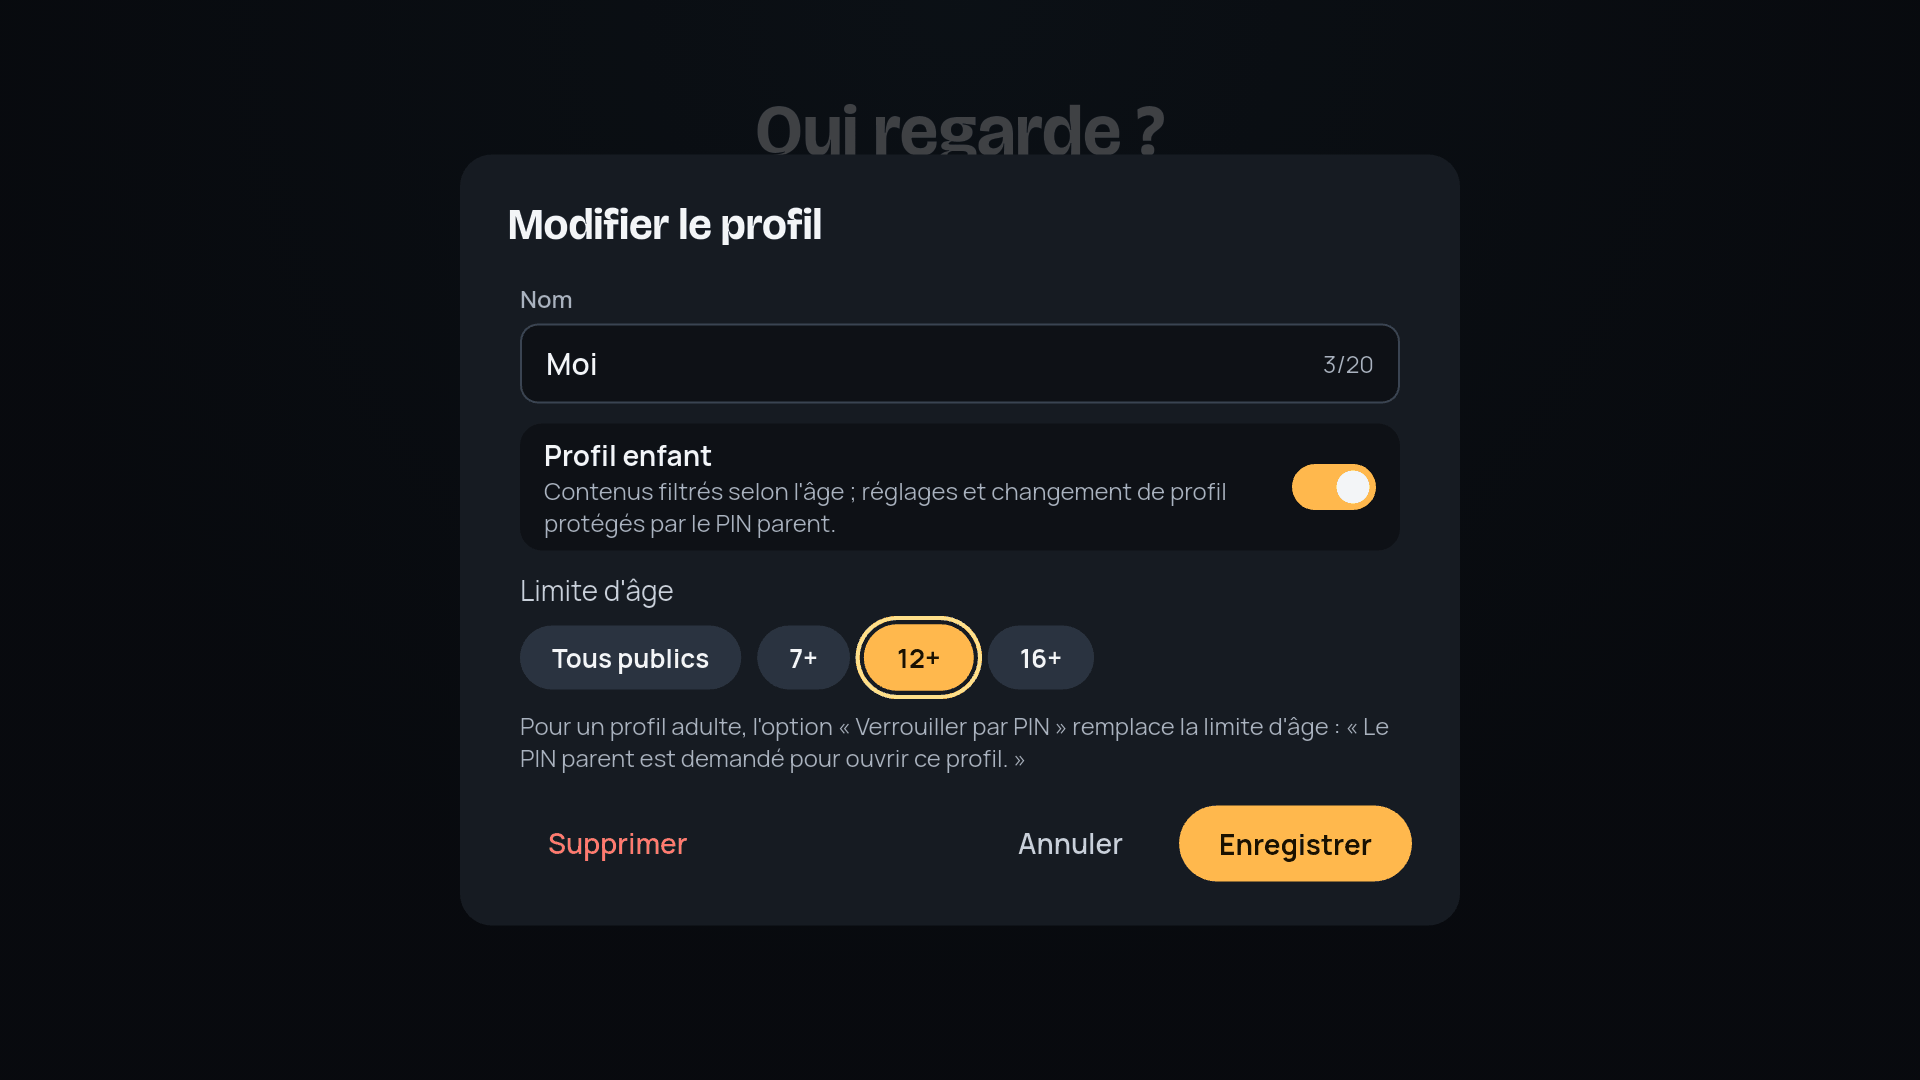 Qui regarde ?
Modifier le profil
Nom
Moi
3/20
Profil enfant
Contenus filtrés selon l'âge ; réglages et changement de profil
protégés par le PIN parent.
Limite d'âge
Tous publics
7+
12+
16+
Pour un profil adulte, l'option « Verrouiller par PIN » remplace la limite d'âge : « Le
PIN parent est demandé pour ouvrir ce profil. »
Supprimer
Annuler
Enregistrer